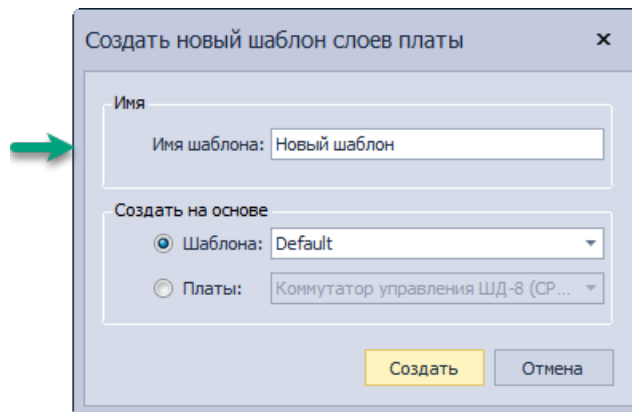 Создать новый шаблон слоев платы
Имя
Имя шаблона: Новый шаблон
Создать на основе
Шаблона: Default
Платы: Коммутатор управления ШД-8 (СР...
Создать Отмена